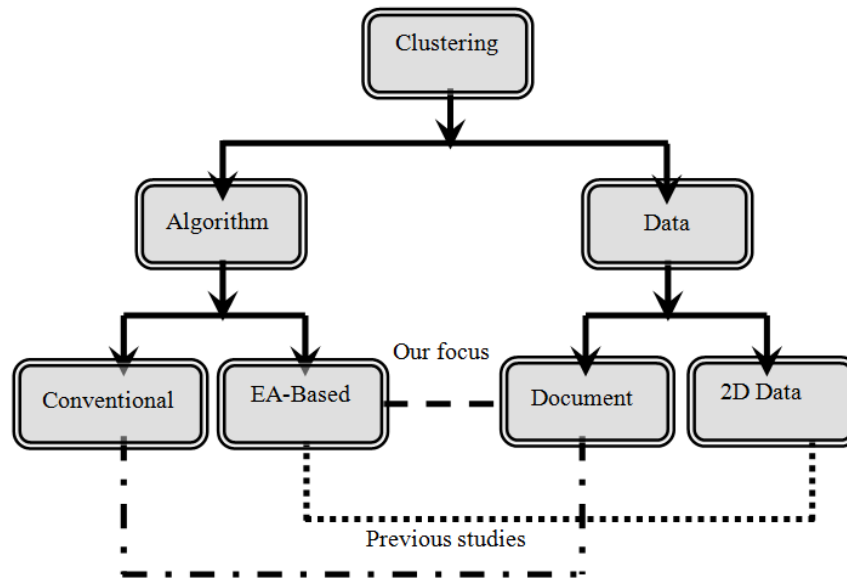 Clustering
Algorithm
Data
Our focus
Conventional
EA-Based
Document
2D Data
Previous studies